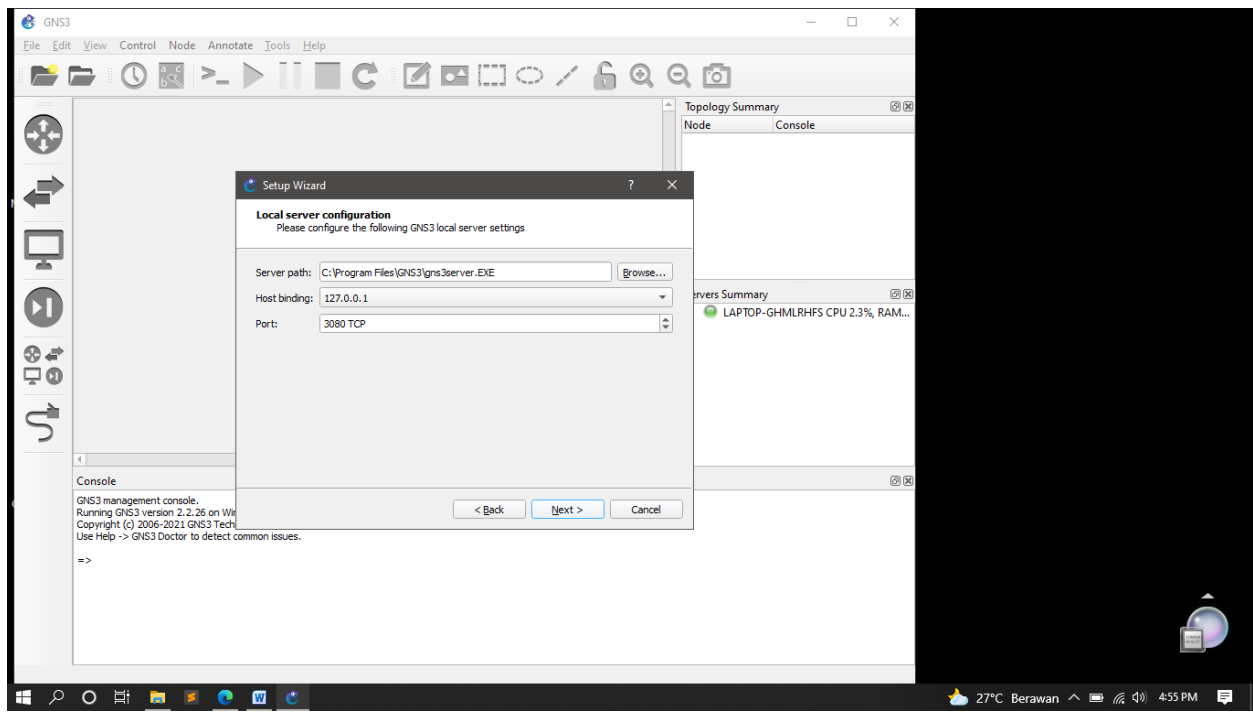 GNS3
File Edit View Control Node Annotate Tools Help
Topology Summary
Node Console
Setup Wizard
?
Local server configuration
Please configure the following GNS3 local server settings
Server path: C:\Program Files\GNS3\gns3server.EXE Browse...
Host binding: 127.0.0.1
Port: 3080 TCP
< Back Next > Cancel
ervers Summary
LAPTOP-GHMLRHFS CPU 2.3%, RAM...
Console
GNS3 management console.
Running GNS3 version 2.2.26 on Wi
Copyright (c) 2006-2021 GNS3 Tech
Use Help -> GNS3 Doctor to detect common issues.
=>
27°C Berawan 4:55 PM